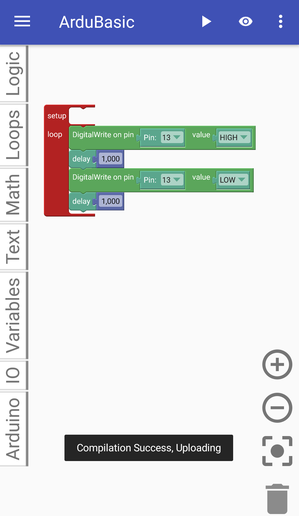 ArduBasic
Logic
Loops
Math
Text
Variables
IO
Arduino
setup
loop
DigitalWrite on pin Pin: 13 value HIGH
delay 1,000
DigitalWrite on pin Pin: 13 value LOW
delay 1,000
Compilation Success, Uploading